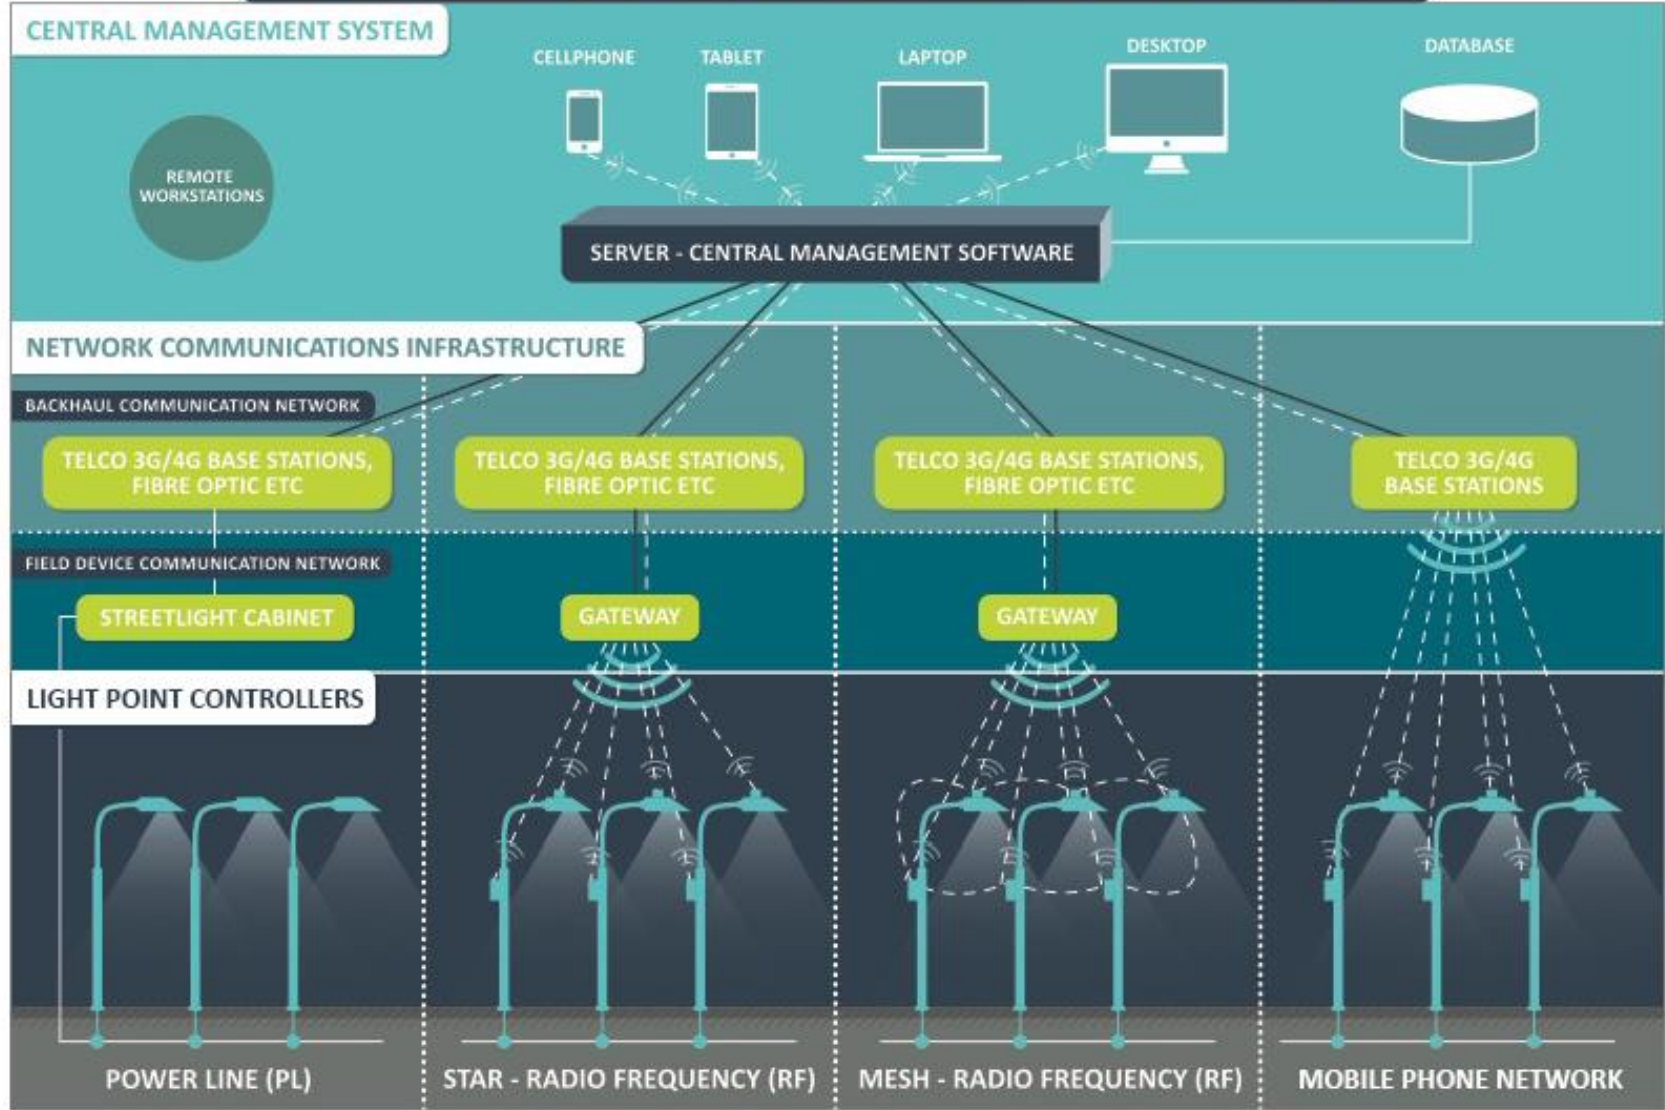 CENTRAL MANAGEMENT SYSTEM
CELLPHONE
TABLET
LAPTOP
DESKTOP
DATABASE
REMOTE
WORKSTATIONS
SERVER - CENTRAL MANAGEMENT SOFTWARE
NETWORK COMMUNICATIONS INFRASTRUCTURE
BACKHAUL COMMUNICATION NETWORK
TELCO 3G/4G BASE STATIONS,
FIBRE OPTIC ETC
TELCO 3G/4G BASE STATIONS,
FIBRE OPTIC ETC
TELCO 3G/4G BASE STATIONS,
FIBRE OPTIC ETC
TELCO 3G/4G
BASE STATIONS
FIELD DEVICE COMMUNICATION NETWORK
STREETLIGHT CABINET
GATEWAY
GATEWAY
LIGHT POINT CONTROLLERS
POWER LINE (PL)
STAR - RADIO FREQUENCY (RF)
MESH - RADIO FREQUENCY (RF)
MOBILE PHONE NETWORK